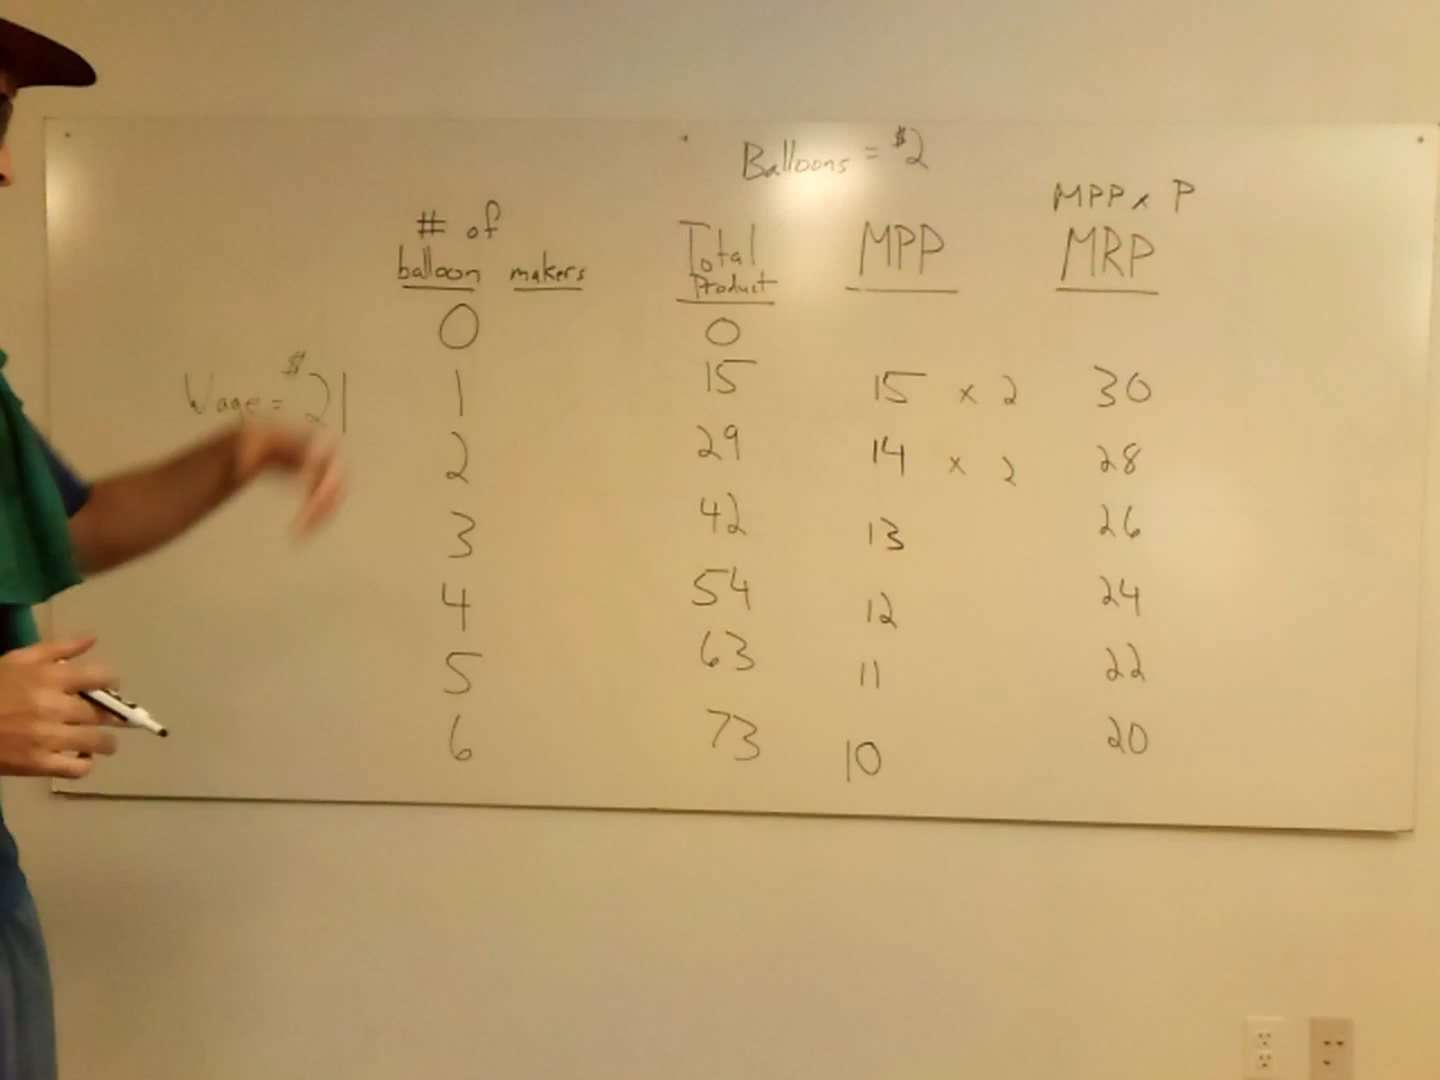 Balloons = $2
MPP x P
# of balloon makers Total Product MPP MRP
0 0
Wage = $21 1 15 15 x 2 30
2 29 14 x 2 28
3 42 13 26
4 54 12 24
5 63 11 22
6 73 10 20